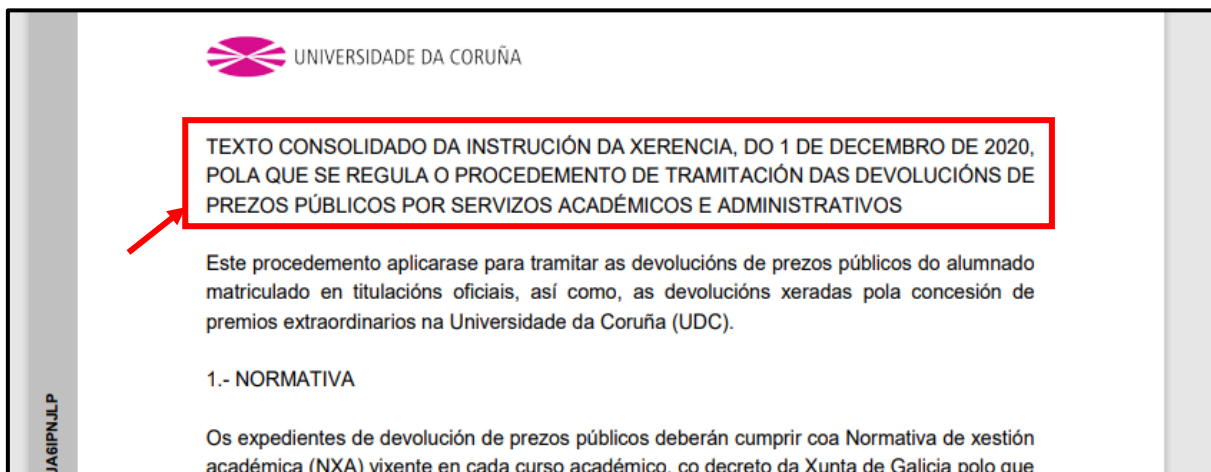 UNIVERSIDADE DA CORUÑA
TEXTO CONSOLIDADO DA INSTRUCIÓN DA XERENCIA, DO 1 DE DECEMBRO DE 2020,
POLA QUE SE REGULA O PROCEDEMENTO DE TRAMITACIÓN DAS DEVOLUCIÓNS DE
PREZOS PÚBLICOS POR SERVIZOS ACADÉMICOS E ADMINISTRATIVOS
Este procedemento aplicarase para tramitar as devolucións de prezos públicos do alumnado
matriculado en titulacións oficiais, así como, as devolucións xeradas pola concesión de
premios extraordinarios na Universidade da Coruña (UDC).
1.- NORMATIVA
Os expedientes de devolución de prezos públicos deberán cumprir coa Normativa de xestión
académica (NXA) vixente en cada curso académico, co decreto da Xunta de Galicia polo que